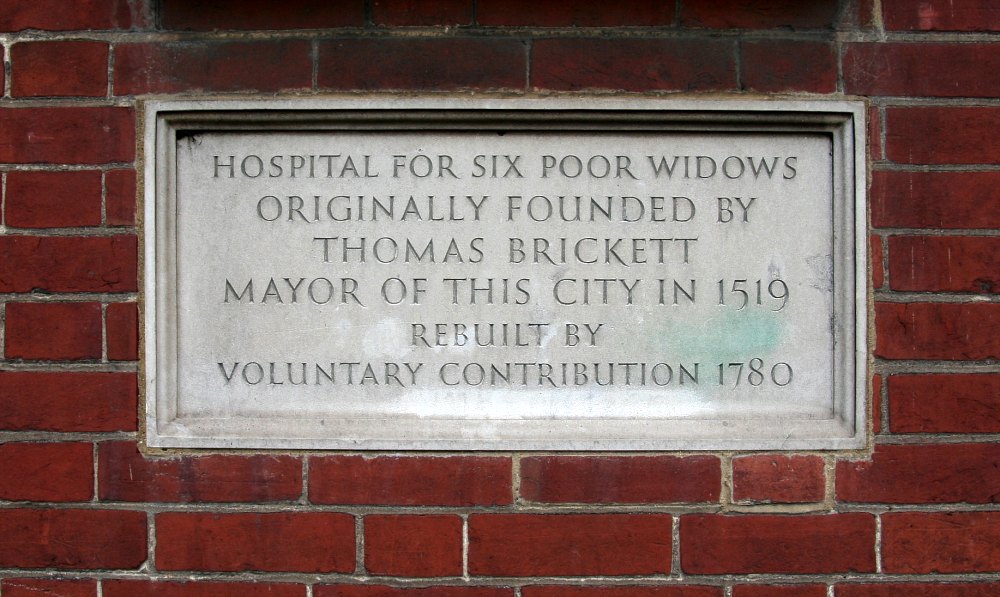 HOSPITAL FOR SIX POOR WIDOWS
ORIGINALLY FOUNDED BY
THOMAS BRICKETT
MAYOR OF THIS CITY IN 1519
REBUILT BY
VOLUNTARY CONTRIBUTION 1780